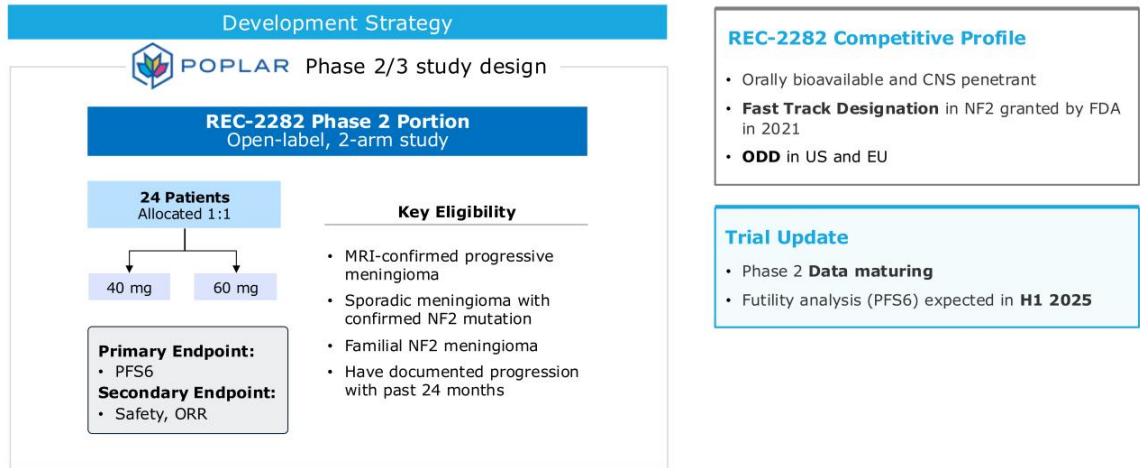 Development Strategy
POPLAR Phase 2/3 study design
REC-2282 Phase 2 Portion
Open-label, 2-arm study
24 Patients
Allocated 1:1
40 mg
60 mg
Primary Endpoint:
• PFS6
Secondary Endpoint:
• Safety, ORR
Key Eligibility
• MRI-confirmed progressive
meningioma
• Sporadic meningioma with
confirmed NF2 mutation
• Familial NF2 meningioma
• Have documented progression
with past 24 months
REC-2282 Competitive Profile
• Orally bioavailable and CNS penetrant
• Fast Track Designation in NF2 granted by FDA
in 2021
• ODD in US and EU
Trial Update
• Phase 2 Data maturing
• Futility analysis (PFS6) expected in H1 2025